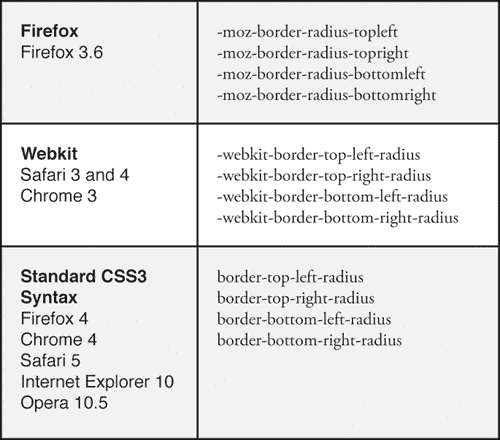 Firefox
Firefox 3.6
-moz-border-radius-topleft
-moz-border-radius-topright
-moz-border-radius-bottomleft
-moz-border-radius-bottomright
Webkit
Safari 3 and 4
Chrome 3
-webkit-border-top-left-radius
-webkit-border-top-right-radius
-webkit-border-bottom-left-radius
-webkit-border-bottom-right-radius
Standard CSS3
Syntax
Firefox 4
Chrome 4
Safari 5
Internet Explorer 10
Opera 10.5
border-top-left-radius
border-top-right-radius
border-bottom-left-radius
border-bottom-right-radius